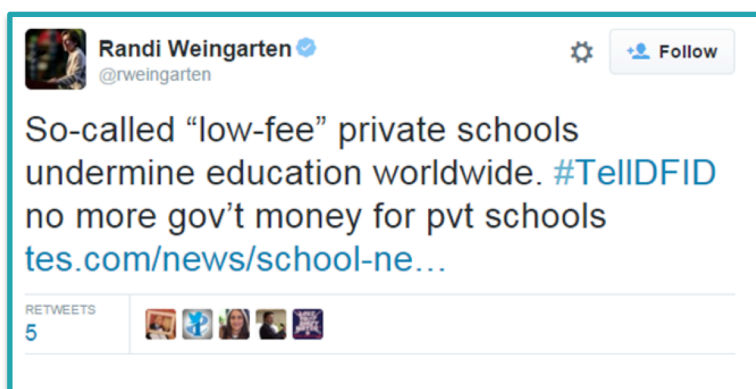 Randi Weingarten
@rweingarten
Follow
So-called “low-fee” private schools
undermine education worldwide. #TellDFID
no more gov’t money for pvt schools
tes.com/news/school-ne...
RETWEETS
5